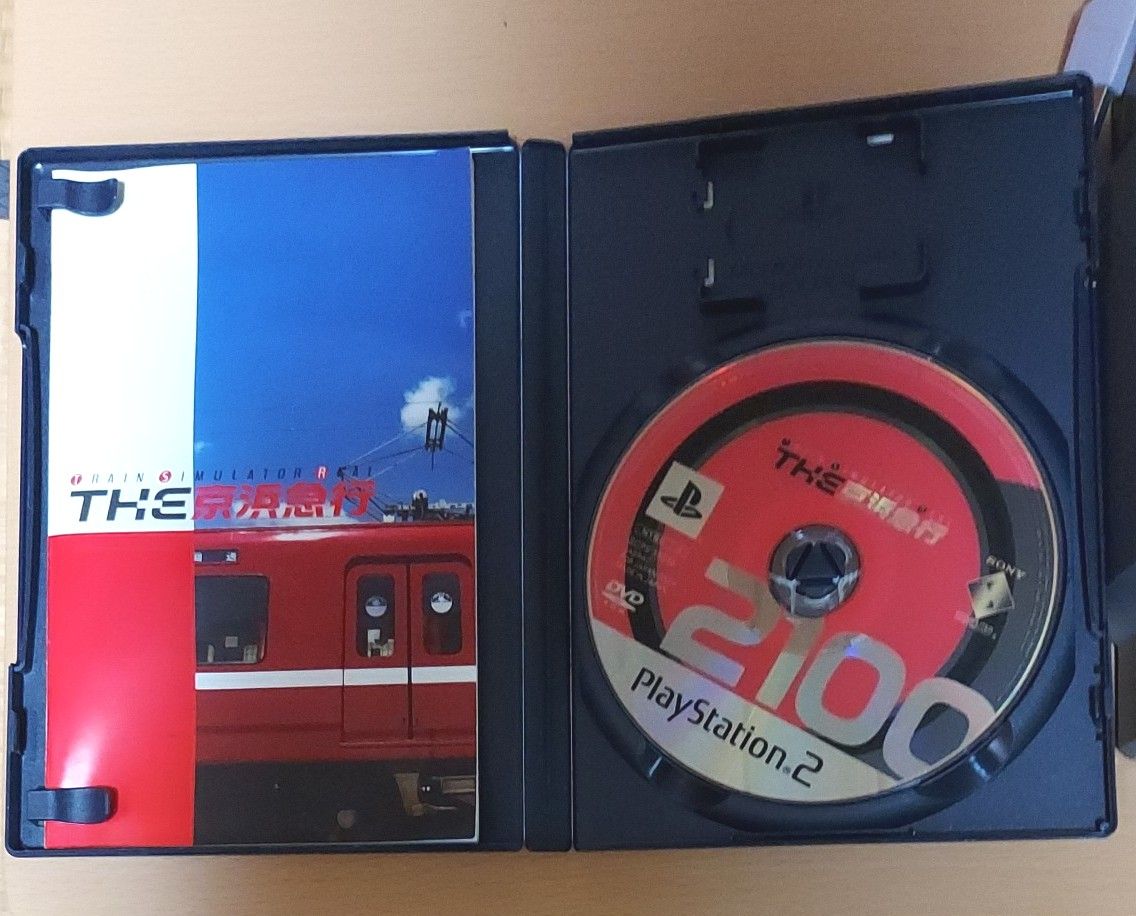 TRAIN SIMULATOR REAL
THE京浜急行
THE京浜急行
SONY
DVD
2100
PlayStation 2